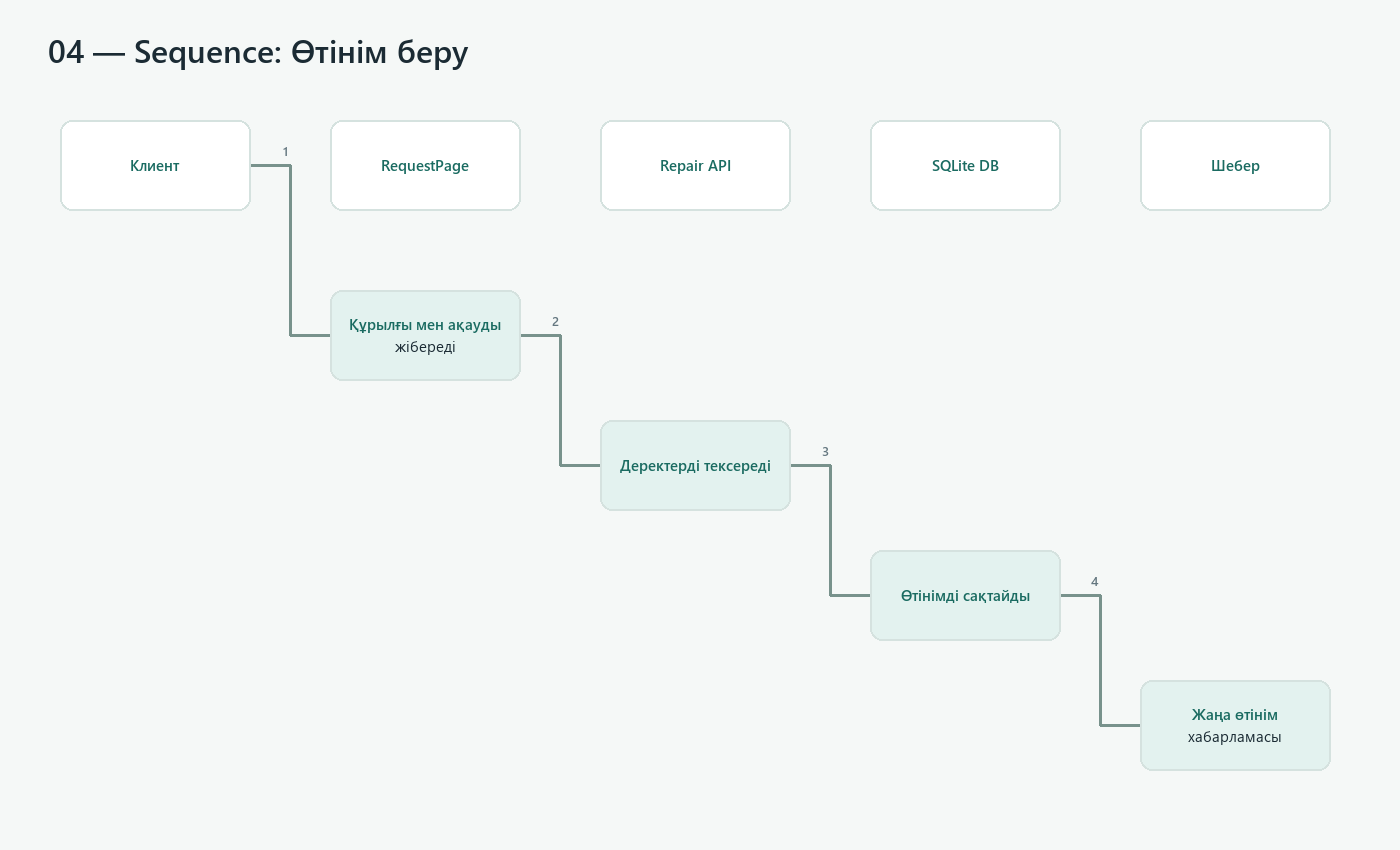 04 — Sequence: Өтінім беру
Клиент
1
RequestPage
Repair API
SQLite DB
Шебер
Құрылғы мен ақауды
жібереді
2
Деректерді тексереді
3
Өтінімді сақтайды
4
Жаңа өтінім
хабарламасы